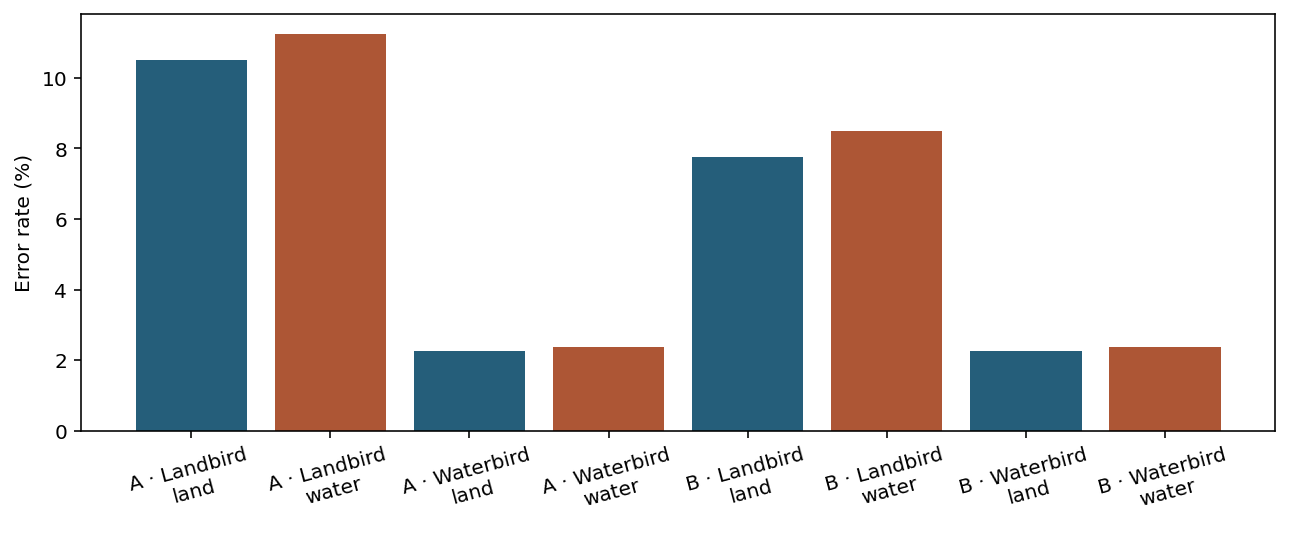 Error rate (%)
10
8
6
4
2
0
A · Landbird
land
A · Landbird
water
A · Waterbird
land
A · Waterbird
water
B · Landbird
land
B · Landbird
water
B · Waterbird
land
B · Waterbird
water